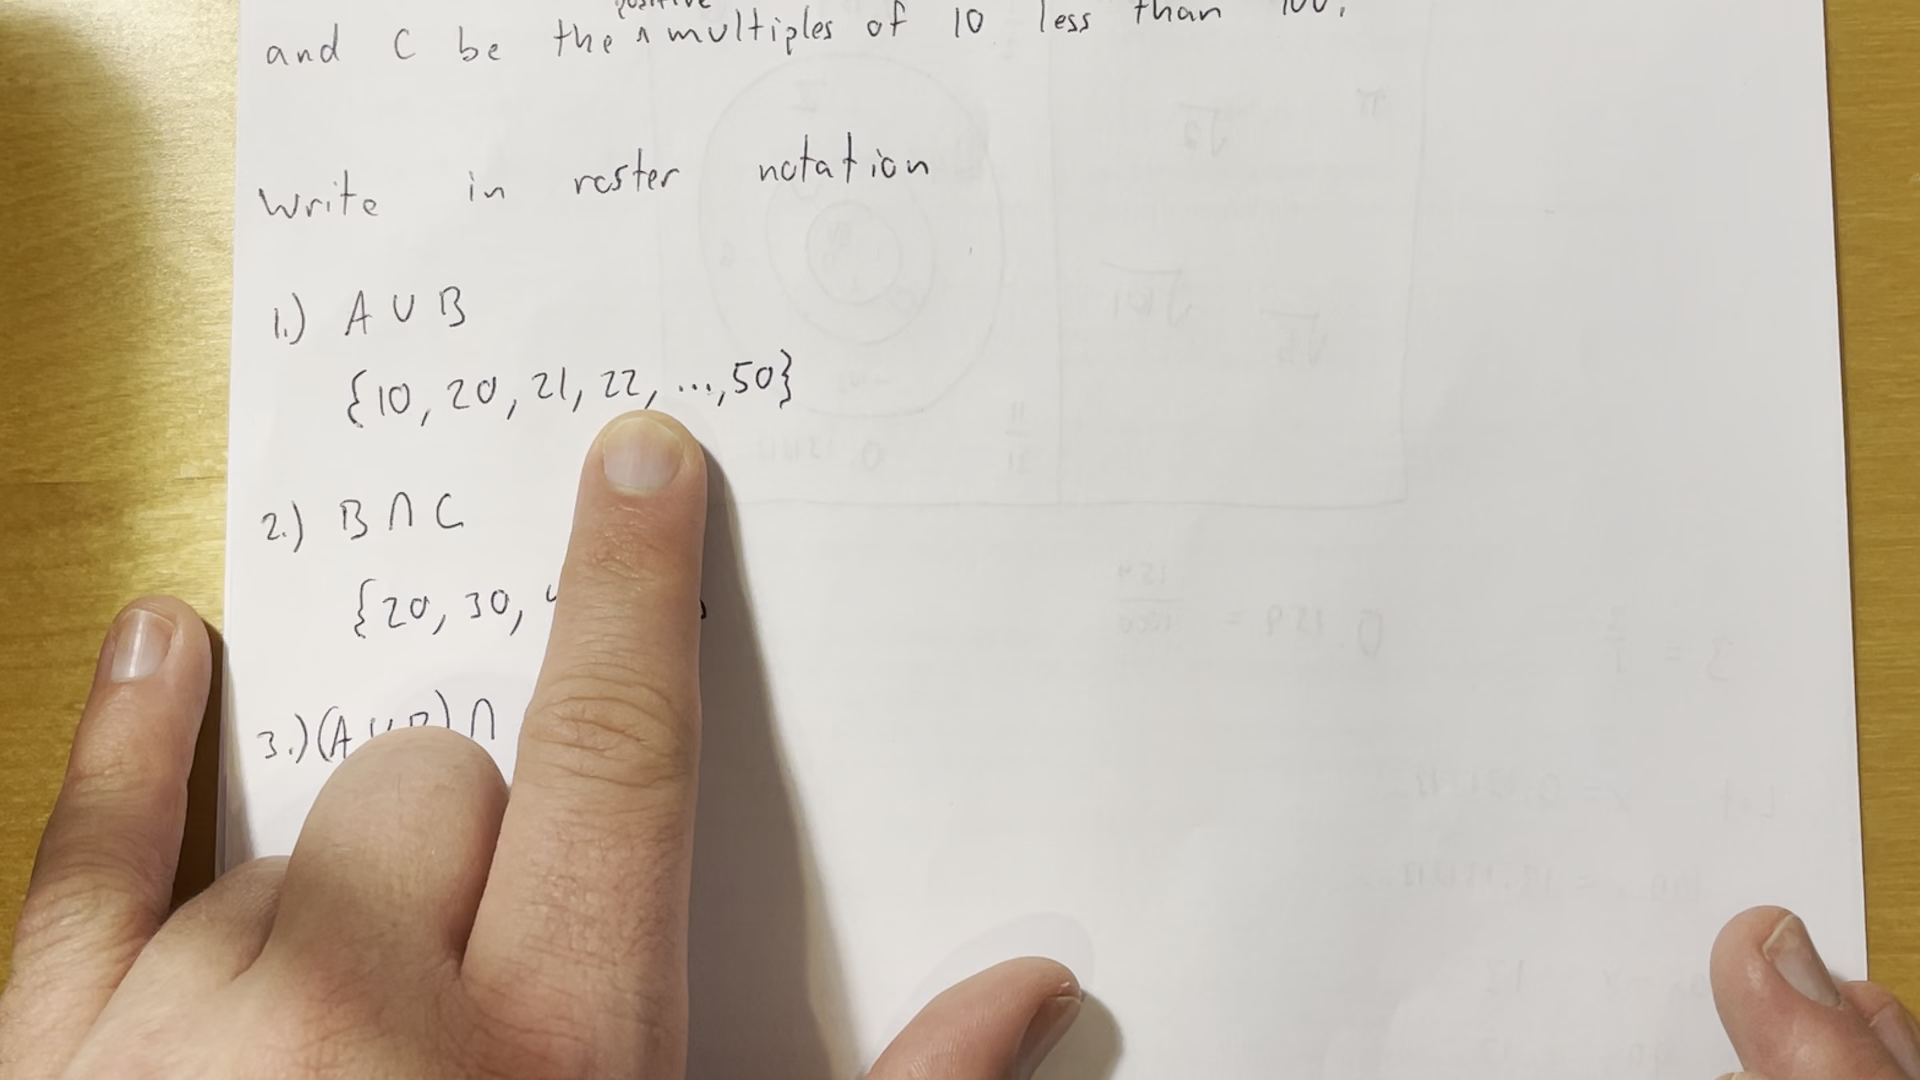 positive
and C be the ^ multiples of 10 less than 100.
Write in roster notation
1.) A ∪ B
{10, 20, 21, 22, ..., 50}
2.) B ∩ C
{20, 30,
3.) (A ∪ B) ∩